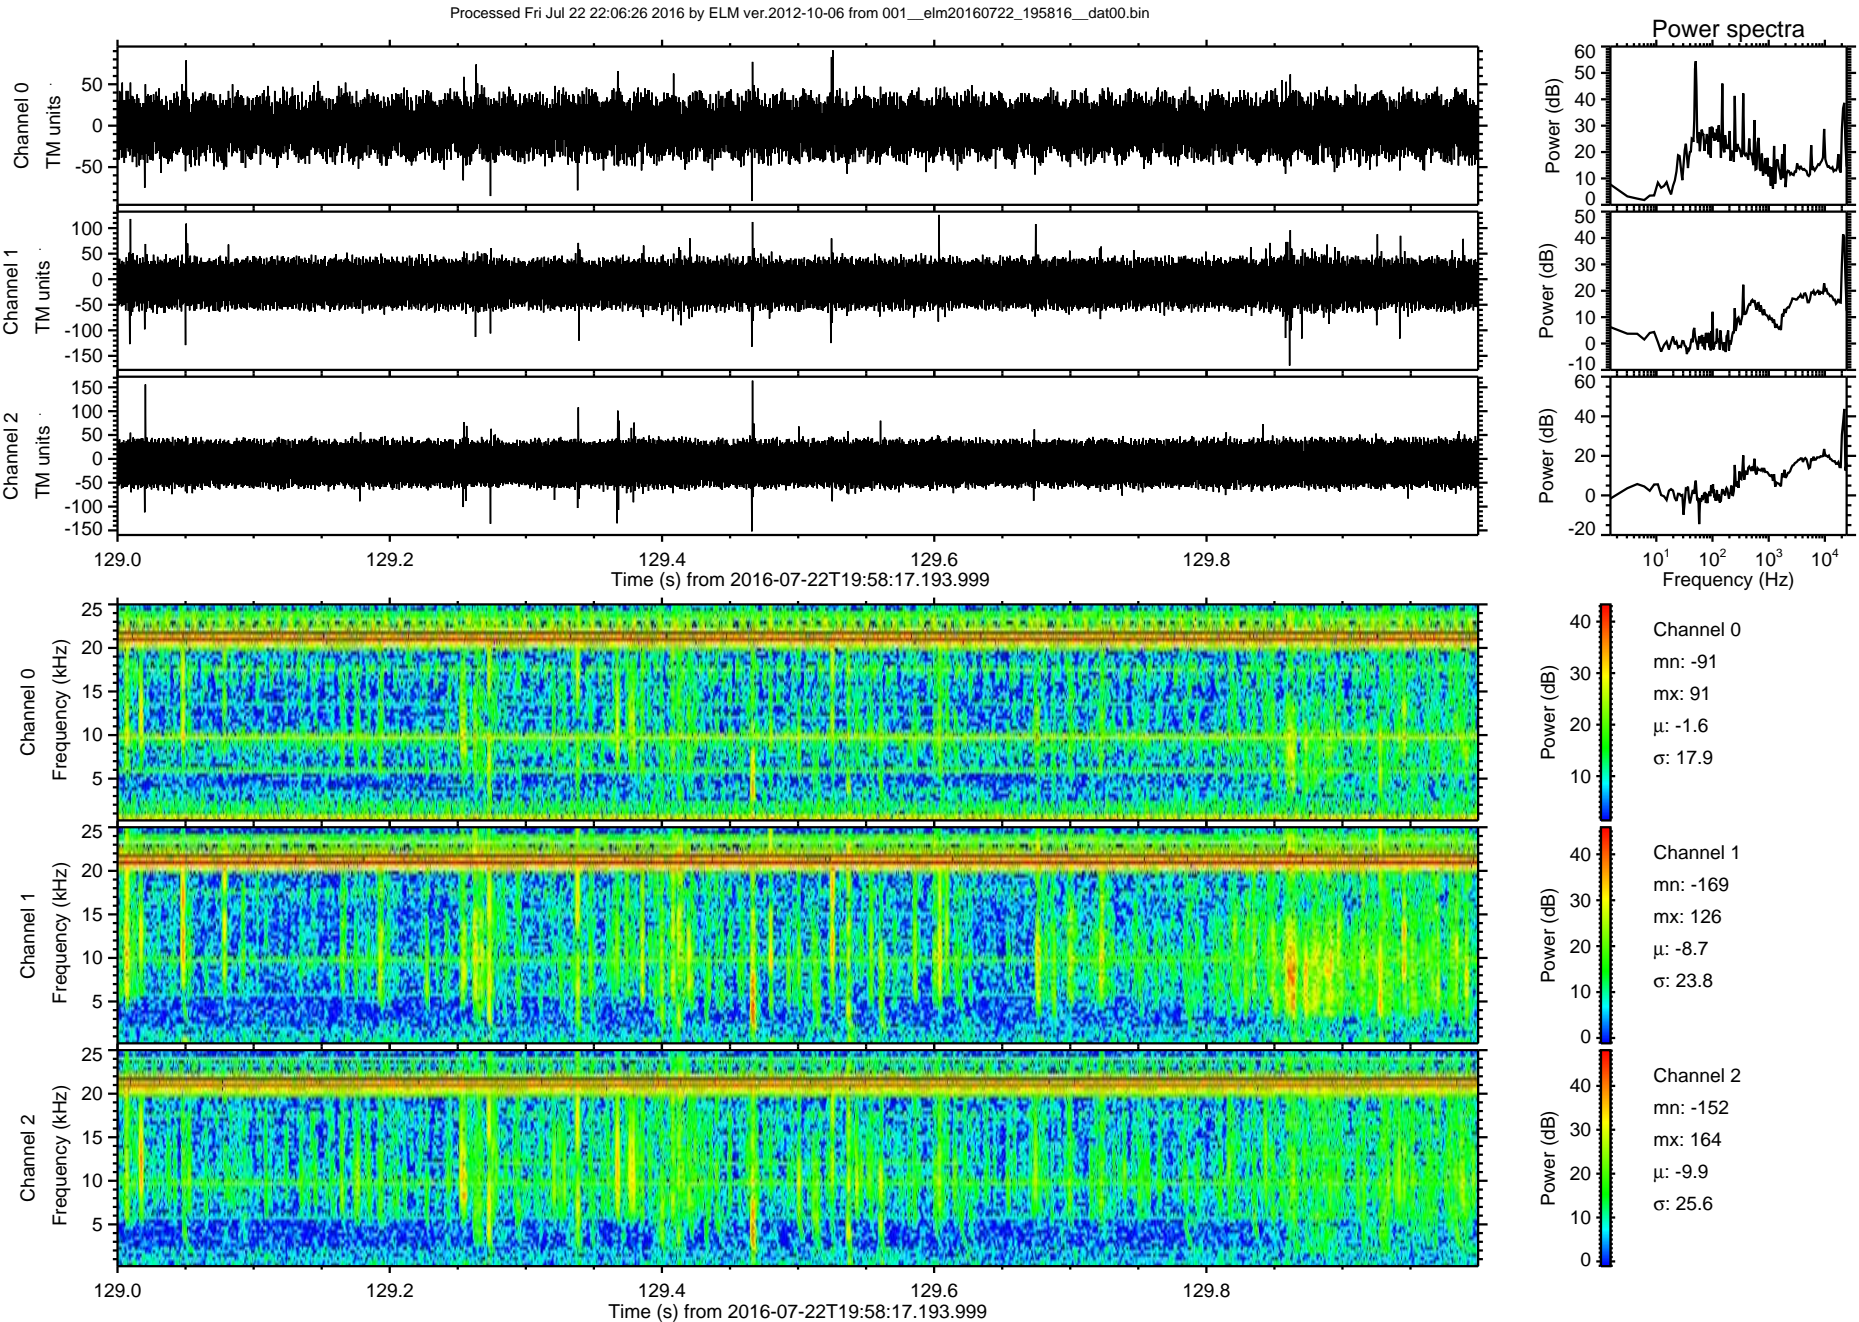 Processed Fri Jul 22 22:06:26 2016 by ELM ver.2012-10-06 from 001__elm20160722_195816__dat00.bin
Power spectra
Channel 0
TM units
50
0
-50
Power (dB)
60
50
40
30
20
10
0
Channel 1
TM units
100
50
0
-50
-100
-150
Power (dB)
50
40
30
20
10
0
-10
Channel 2
TM units
150
100
50
0
-50
-100
-150
Power (dB)
60
40
20
0
-20
129.0 129.2 129.4 129.6 129.8
Time (s) from 2016-07-22T19:58:17.193.999
10^1 10^2 10^3 10^4
Frequency (Hz)
Channel 0
Frequency (kHz)
25
20
15
10
5
Power (dB)
40
30
20
10
Channel 0
mn: -91
mx: 91
µ: -1.6
σ: 17.9
Channel 1
Frequency (kHz)
25
20
15
10
5
Power (dB)
40
30
20
10
0
Channel 1
mn: -169
mx: 126
µ: -8.7
σ: 23.8
Channel 2
Frequency (kHz)
25
20
15
10
5
Power (dB)
40
30
20
10
0
Channel 2
mn: -152
mx: 164
µ: -9.9
σ: 25.6
129.0 129.2 129.4 129.6 129.8
Time (s) from 2016-07-22T19:58:17.193.999